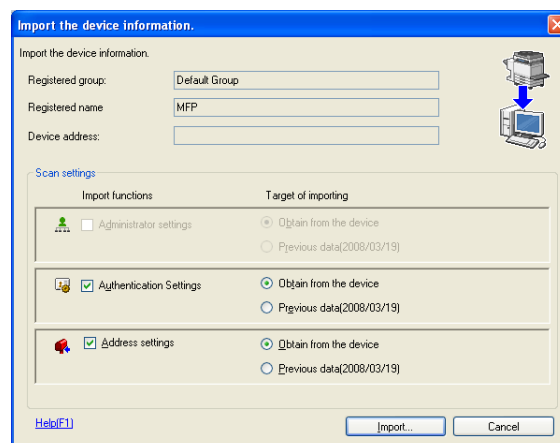 Import the device information.
Import the device information.
Registered group: Default Group
Registered name MFP
Device address:
Scan settings
Import functions Target of importing
Administrator settings Obtain from the device
Previous data(2008/03/19)
Authentication Settings Obtain from the device
Previous data(2008/03/19)
Address settings Obtain from the device
Previous data(2008/03/19)
Help(F1) Import... Cancel